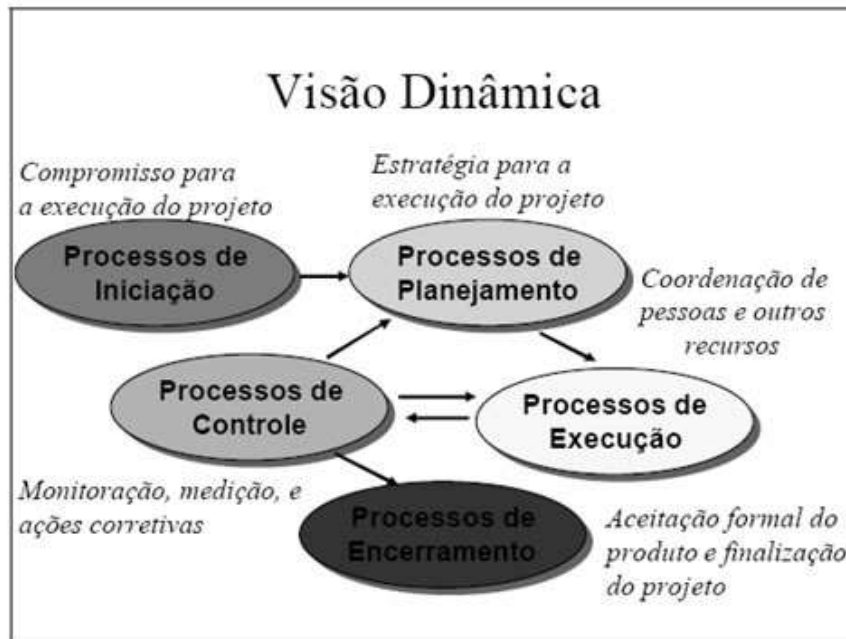 Visão Dinâmica
Compromisso para
a execução do projeto
Estratégia para a
execução do projeto
Processos de
Iniciação
Processos de
Planejamento
Coordenação de
pessoas e outros
recursos
Processos de
Controle
Processos de
Execução
Monitoração, medição, e
ações corretivas
Processos de
Encerramento
Aceitação formal do
produto e finalização
do projeto